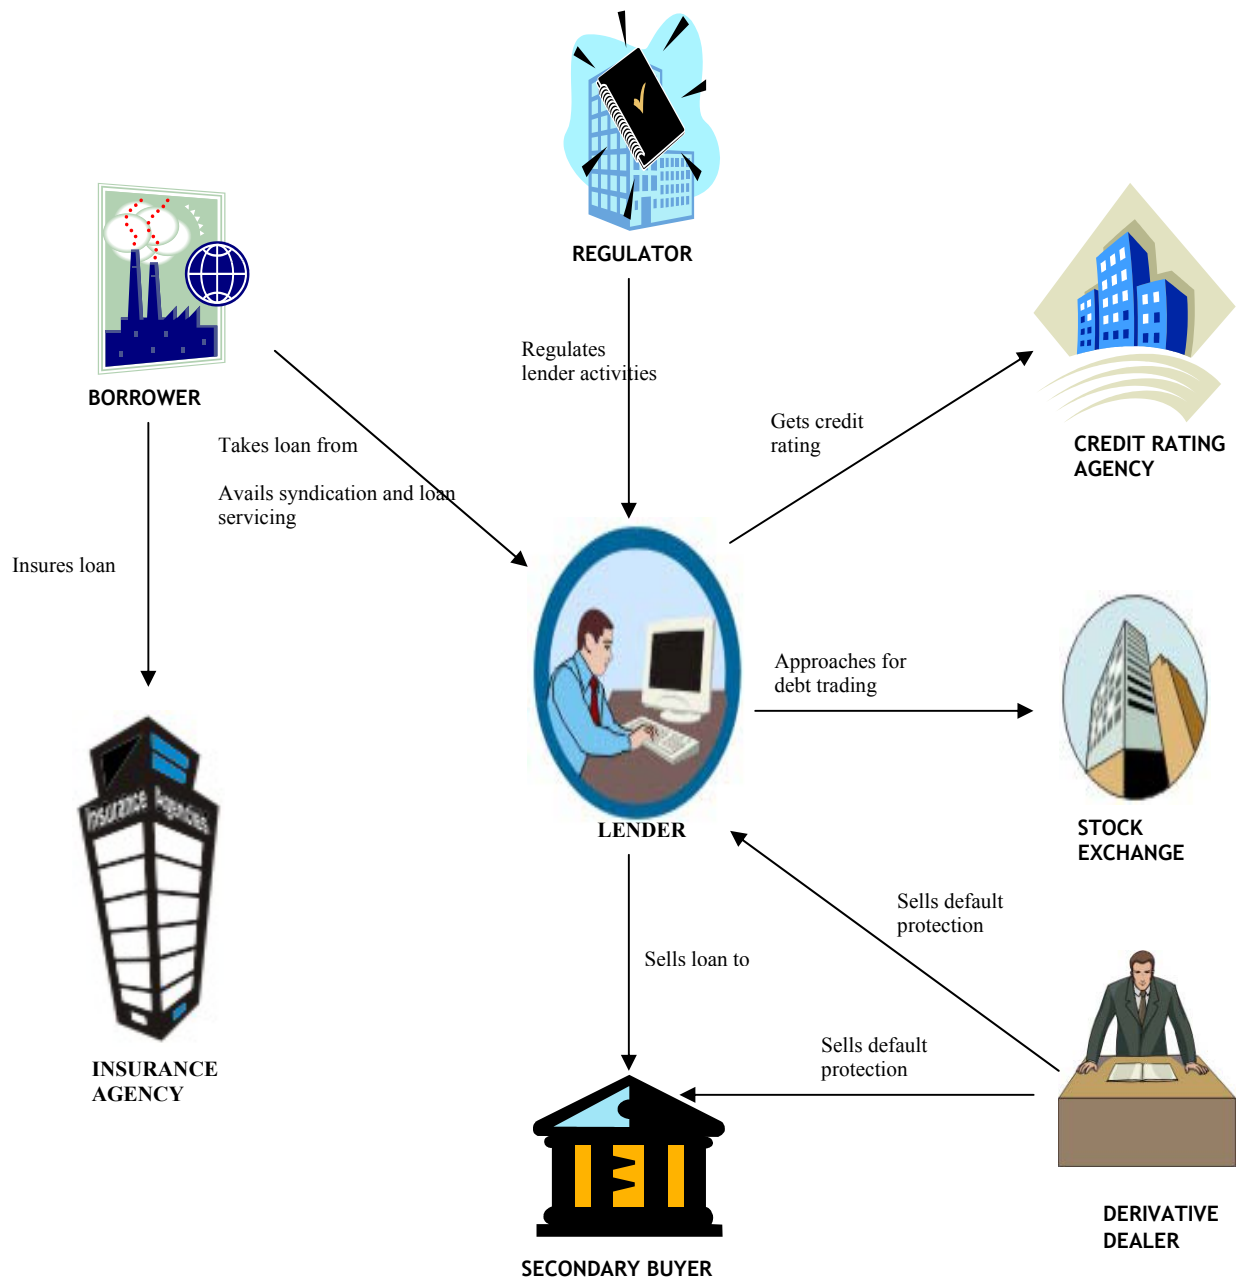 REGULATOR
BORROWER
Regulates
lender activities
Gets credit
rating
CREDIT RATING
AGENCY
Takes loan from
Avails syndication and loan
servicing
Insures loan
Approaches for
debt trading
Insurance Agencies
LENDER
STOCK
EXCHANGE
Sells default
protection
Sells loan to
Sells default
protection
INSURANCE
AGENCY
DERIVATIVE
DEALER
SECONDARY BUYER